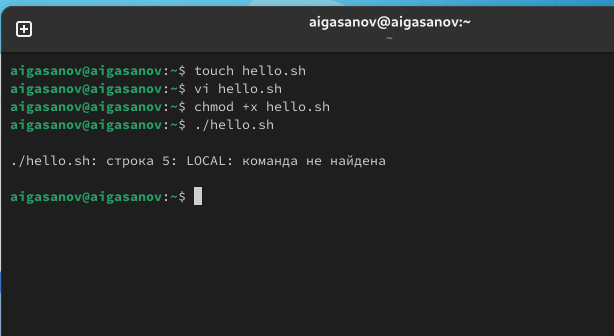 aigasanov@aigasanov:~
~
aigasanov@aigasanov:~$ touch hello.sh
aigasanov@aigasanov:~$ vi hello.sh
aigasanov@aigasanov:~$ chmod +x hello.sh
aigasanov@aigasanov:~$ ./hello.sh
./hello.sh: строка 5: LOCAL: команда не найдена
aigasanov@aigasanov:~$